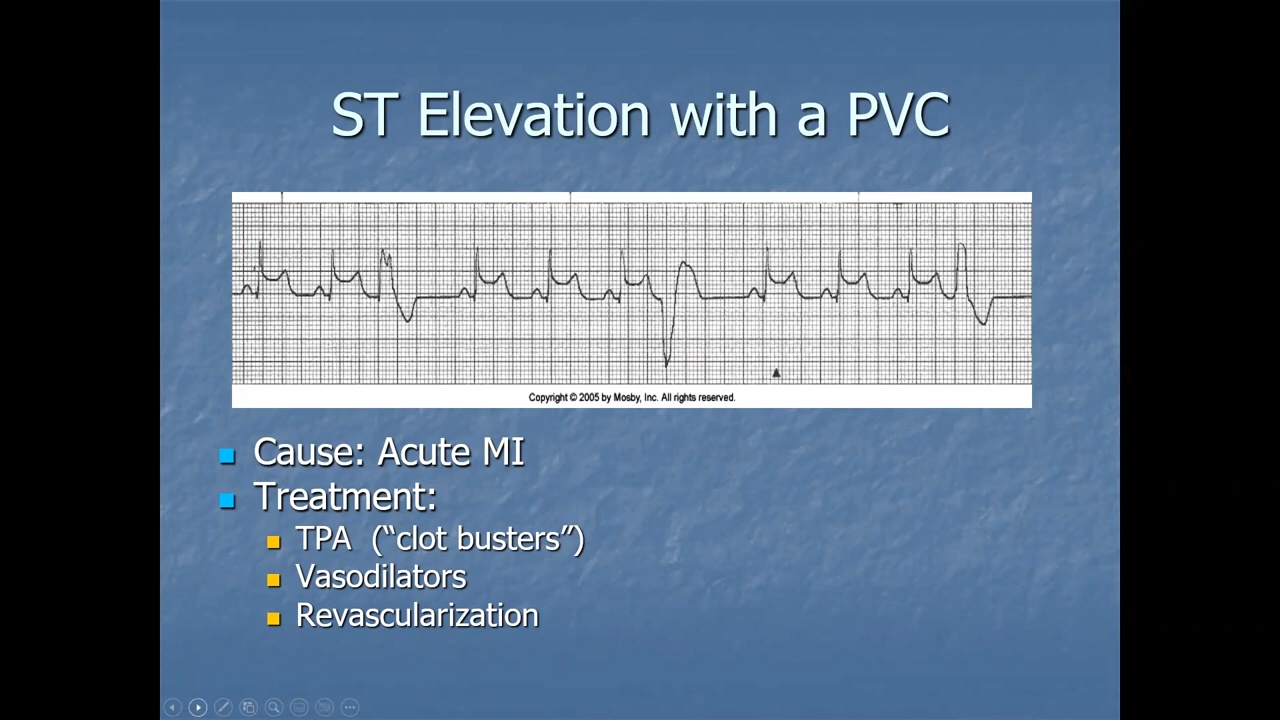 ST Elevation with a PVC
Copyright © 2005 by Mosby, Inc. All rights reserved.
Cause: Acute MI
Treatment:
TPA  (“clot busters”)
Vasodilators
Revascularization